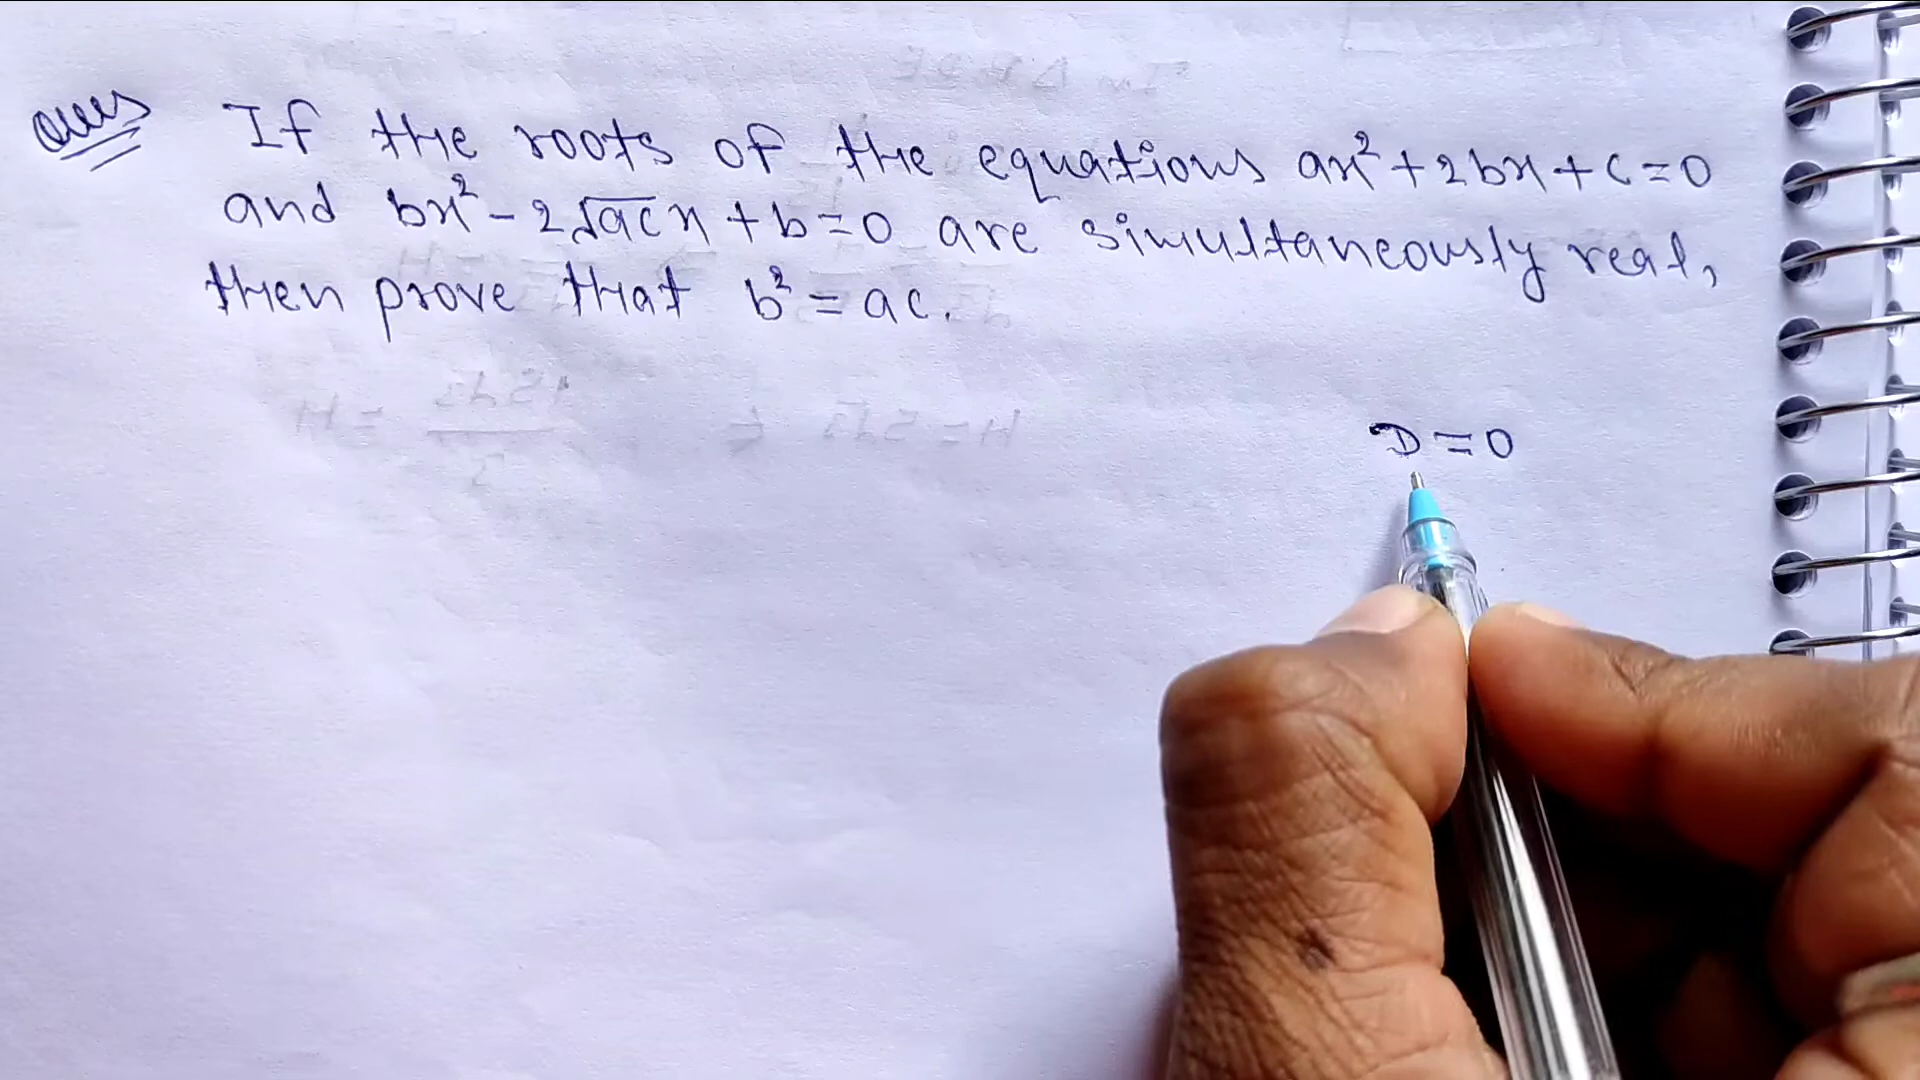 Ques If the roots of the equations ax²+2bx+c=0
and bx²-2√acx+b=0 are simultaneously real,
then prove that b²=ac.
D=0